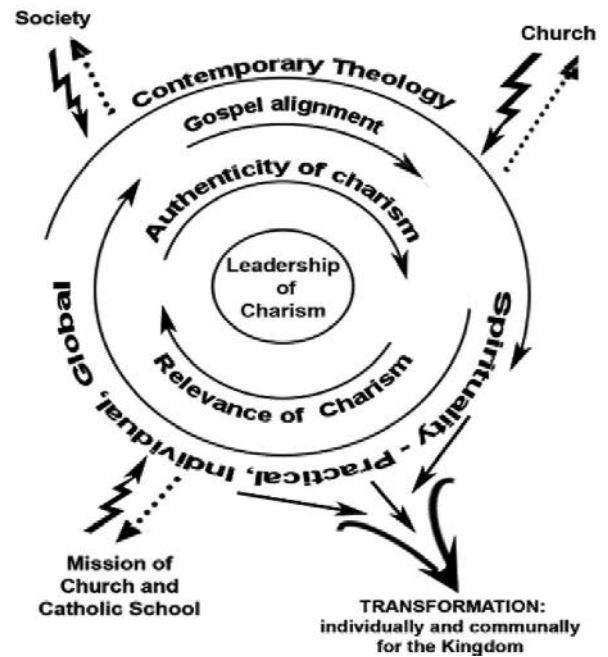 Society
Church
Contemporary Theology
Gospel alignment
Authenticity of charism
Leadership
of
Charism
Relevance of Charism
Spirituality - Practical, Individual, Global
Mission of
Church and
Catholic School
TRANSFORMATION:
individually and communally
for the Kingdom